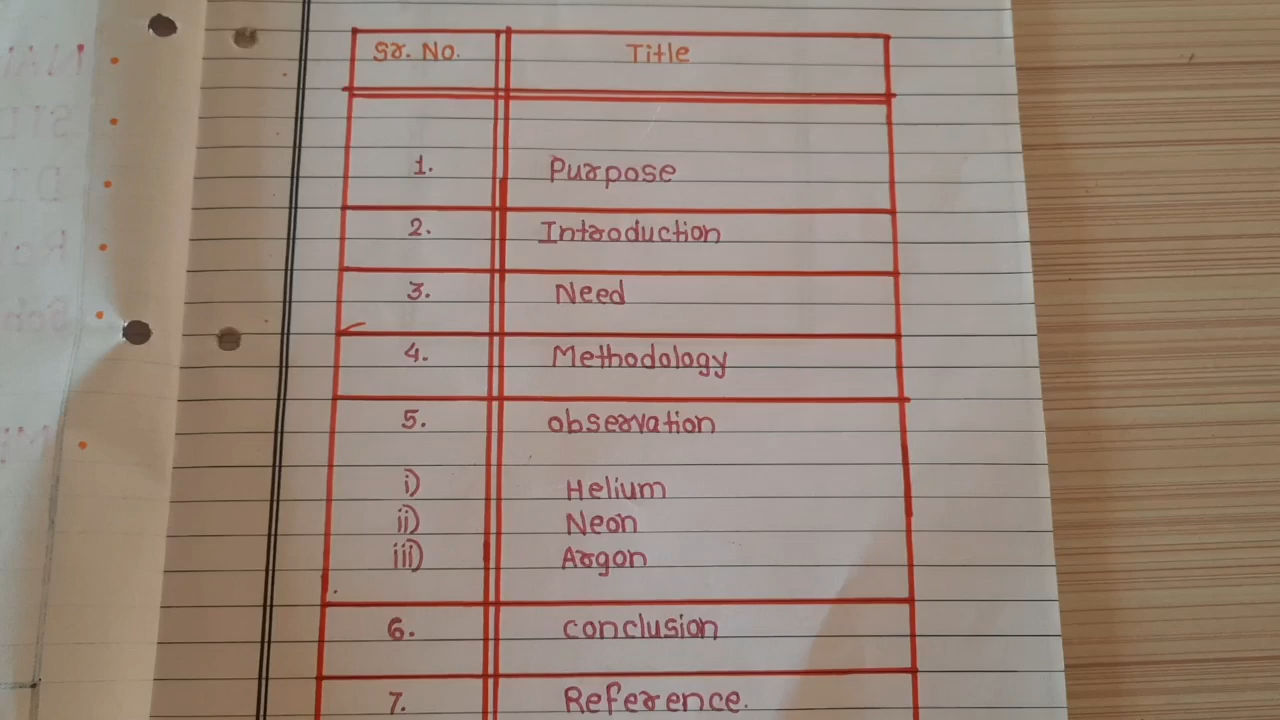 Sr. No. Title
1. Purpose
2. Introduction
3. Need
4. Methodology
5. observation
i) Helium
ii) Neon
iii) Argon
6. conclusion
7. Reference.